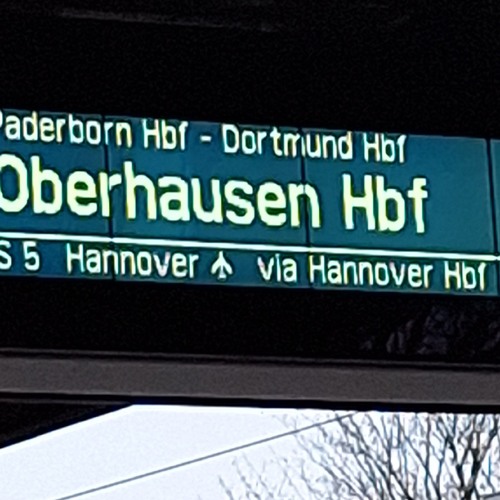 Paderborn Hbf - Dortmund Hbf
Oberhausen Hbf
S 5 Hannover ✈ via Hannover Hbf